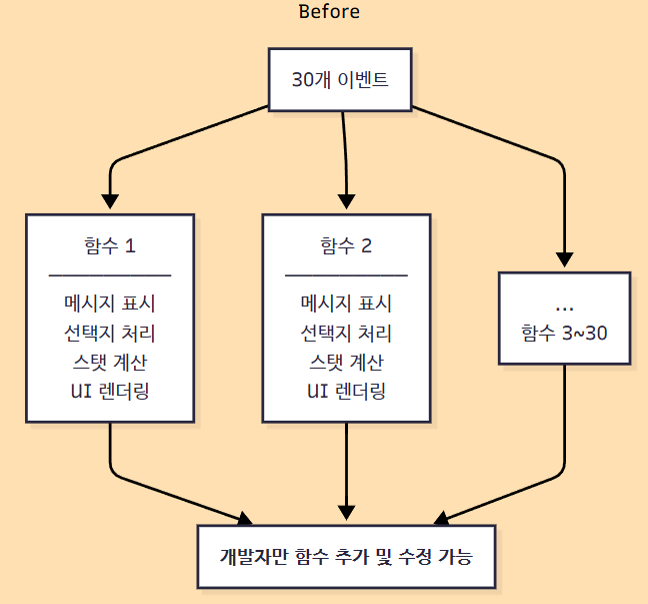 Before
30개 이벤트
함수 1
메시지 표시
선택지 처리
스탯 계산
UI 렌더링
함수 2
메시지 표시
선택지 처리
스탯 계산
UI 렌더링
...
함수 3~30
개발자만 함수 추가 및 수정 가능